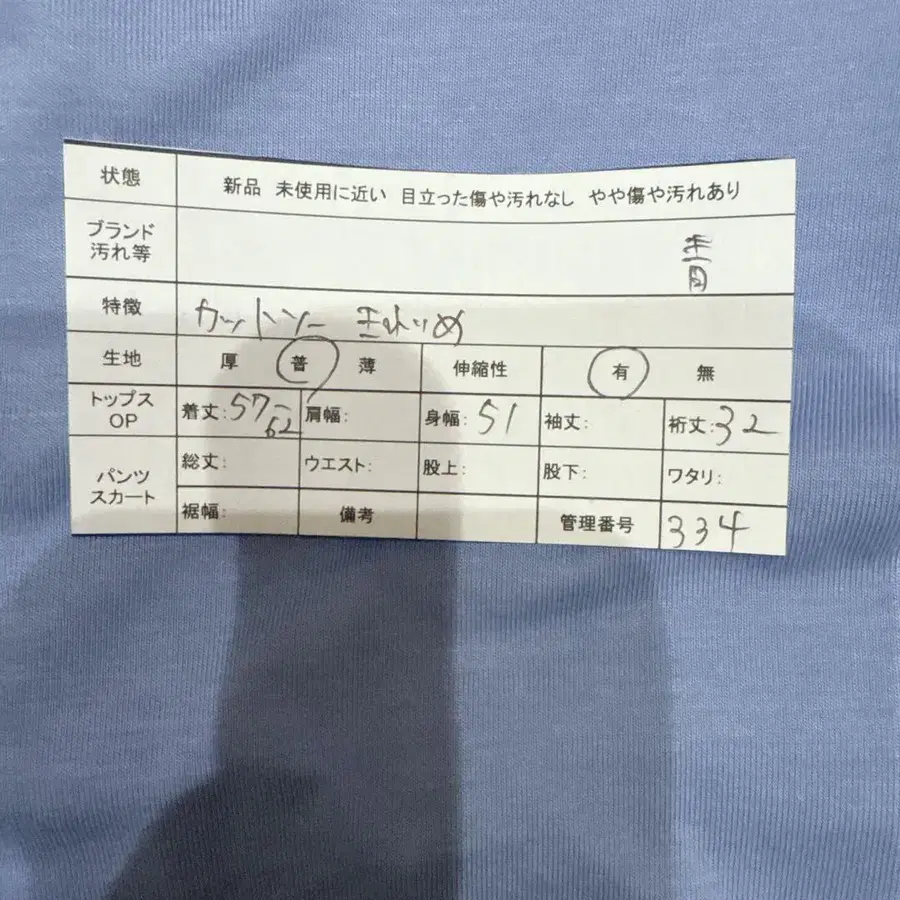 状態 新品 未使用に近い 目立った傷や汚れなし やや傷や汚れあり
ブランド
汚れ等 青
特徴 カットソー きれいめ
生地 厚 普 薄 伸縮性 有 無
トップス
OP 着丈:57~62 肩幅: 身幅:51 袖丈: 裄丈:32
パンツ
スカート 総丈: ウエスト: 股上: 股下: ワタリ:
裾幅: 備考 管理番号 334